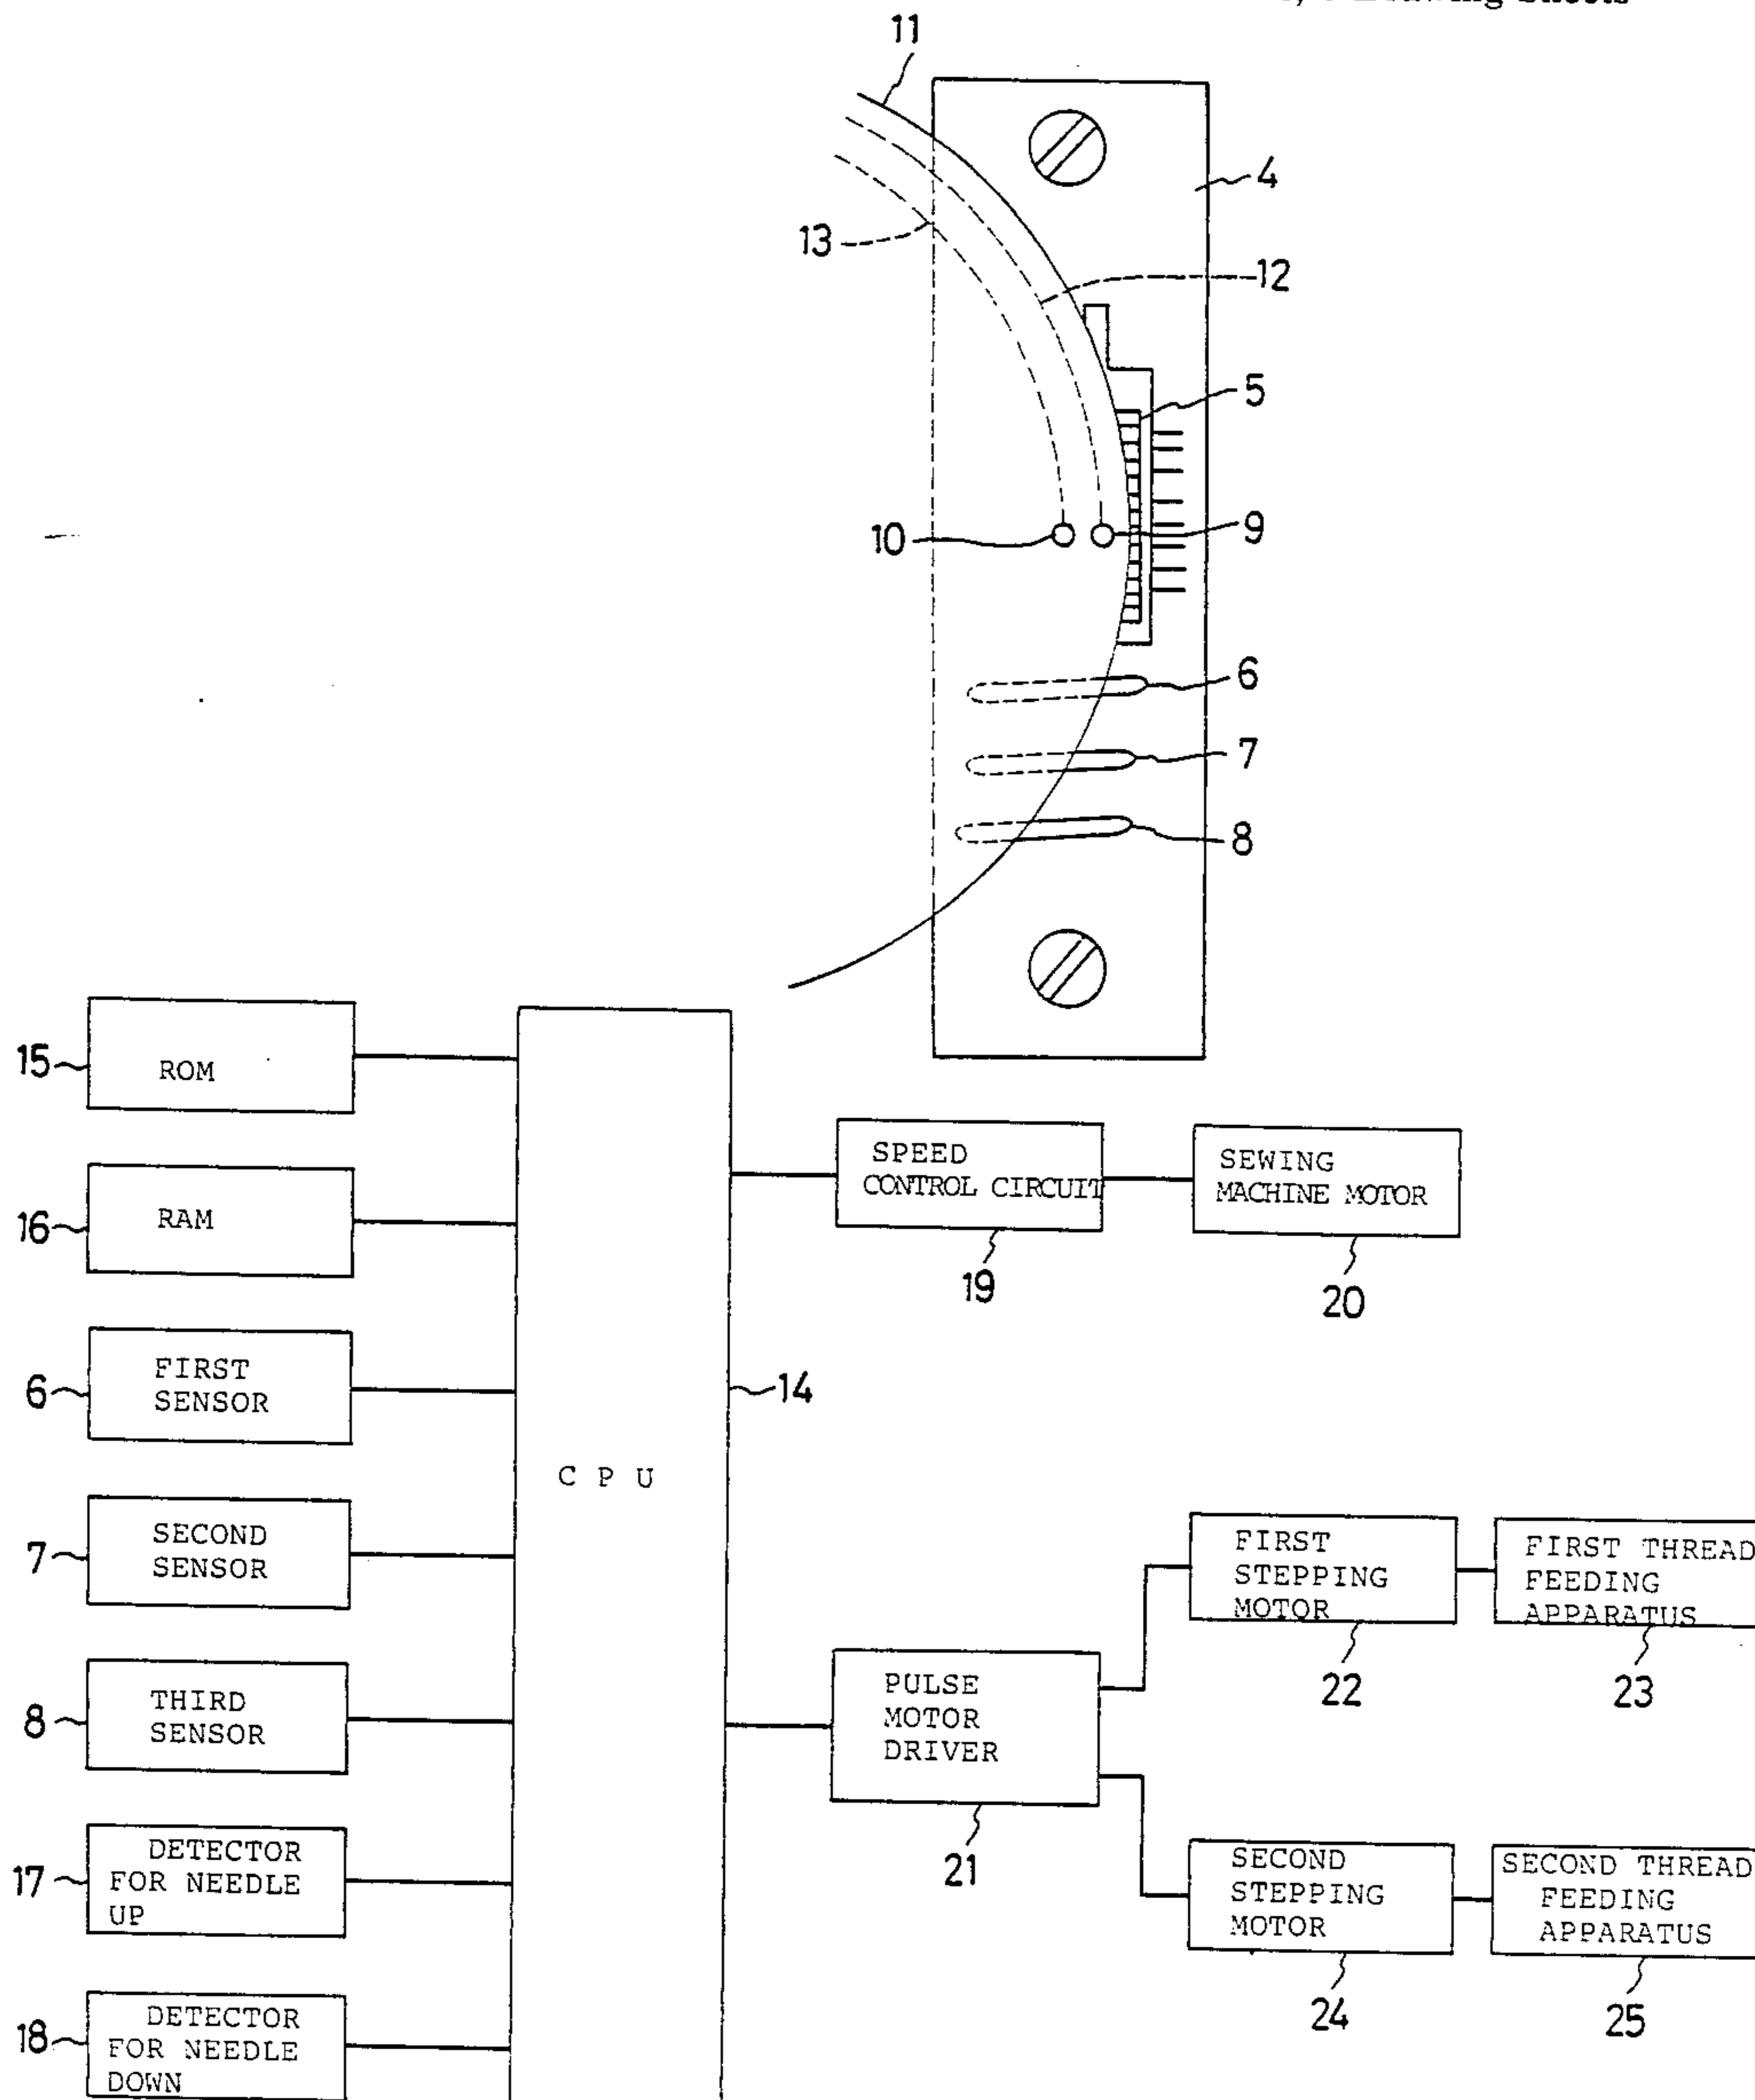 Drawing Sheets
11
4
13
12
5
10
9
6
7
8
15
ROM
SPEED
CONTROL CIRCUIT
SEWING
MACHINE MOTOR
16
RAM
19
20
6
FIRST
SENSOR
14
C P U
7
SECOND
SENSOR
FIRST
STEPPING
MOTOR
FIRST THREAD
FEEDING
APPARATUS
22
23
8
THIRD
SENSOR
PULSE
MOTOR
DRIVER
21
17
DETECTOR
FOR NEEDLE
UP
SECOND
STEPPING
MOTOR
SECOND THREAD
FEEDING
APPARATUS
24
25
18
DETECTOR
FOR NEEDLE
DOWN